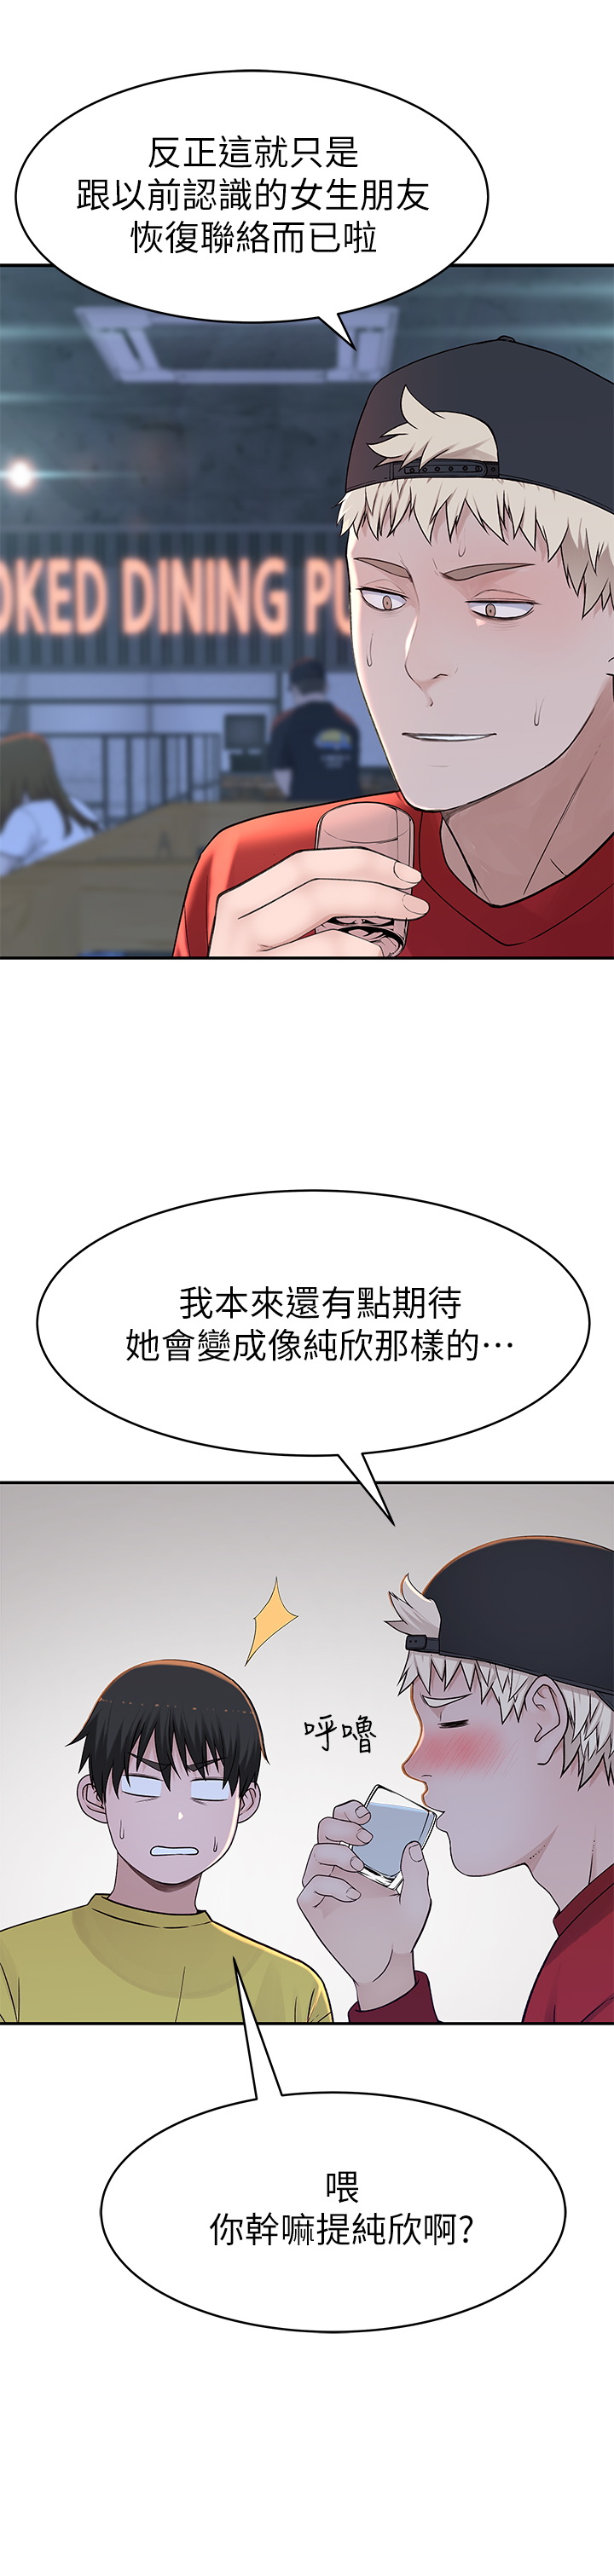 反正這就只是
跟以前認識的女生朋友
恢復聯絡而已啦
OKED DINING PU
我本來還有點期待
她會變成像純欣那樣的…
呼嚕
喂
你幹嘛提純欣啊?